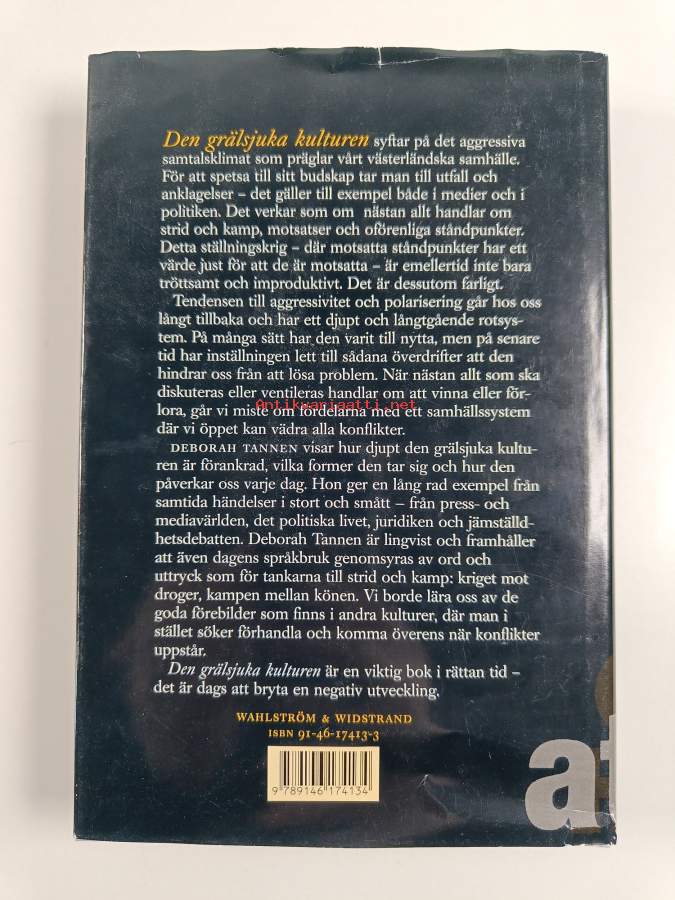 Den grälsjuka kulturen syftar på det aggressiva
samtalsklimat som präglar vårt västerländska samhälle.
För att spetsa till sitt budskap tar man till utfall och
anklagelser – det gäller till exempel både i medier och i
politiken. Det verkar som om nästan allt handlar om
strid och kamp, motsatser och oförenliga ståndpunkter.
Detta ställningskrig – där motsatta ståndpunkter har ett
värde just för att de är motsatta – är emellertid inte bara
tröttsamt och improduktivt. Det är dessutom farligt.
Tendensen till aggressivitet och polarisering går hos oss
långt tillbaka och har ett djupt och långtgående rotsys-
tem. På många sätt har den varit till nytta, men på senare
tid har inställningen lett till sådana överdrifter att den
hindrar oss från att lösa problem. När nästan allt som ska
diskuteras eller ventileras handlar om att vinna eller för-
lora, går vi miste om fördelarna med ett samhällssystem
Antikvariaatti.net
där vi öppet kan vädra alla konflikter.
DEBORAH TANNEN visar hur djupt den grälsjuka kultu-
ren är förankrad, vilka former den tar sig och hur den
påverkar oss varje dag. Hon ger en lång rad exempel från
samtida händelser i stort och smått – från press- och
mediavärlden, det politiska livet, juridiken och jämställd-
hetsdebatten. Deborah Tannen är lingvist och framhåller
att även dagens språkbruk genomsyras av ord och
uttryck som för tankarna till strid och kamp: kriget mot
droger, kampen mellan könen. Vi borde lära oss av de
goda förebilder som finns i andra kulturer, där man i
stället söker förhandla och komma överens när konflikter
uppstår.
Den grälsjuka kulturen är en viktig bok i rättan tid –
det är dags att bryta en negativ utveckling.
WAHLSTRÖM & WIDSTRAND
ISBN 91-46-17413-3
9 789146 174134